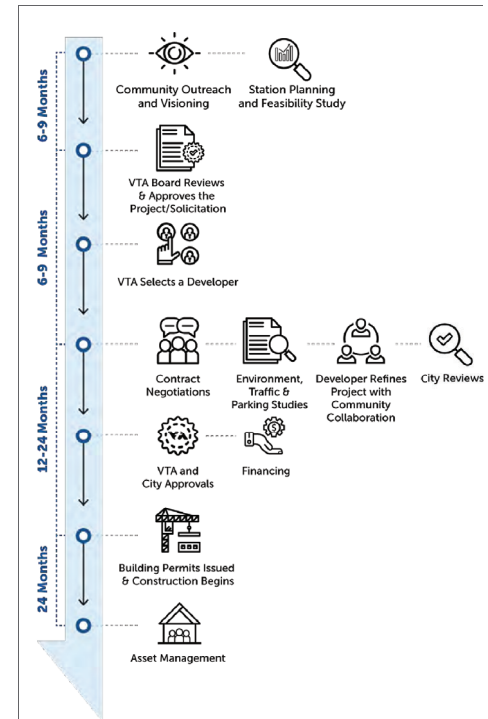 6-9 Months
Community Outreach
and Visioning
Station Planning
and Feasibility Study
VTA Board Reviews
& Approves the
Project/Solicitation
6-9 Months
VTA Selects a Developer
12-24 Months
Contract
Negotiations
Environment,
Traffic &
Parking Studies
Developer Refines
Project with
Community
Collaboration
City Reviews
VTA
VTA and
City Approvals
Financing
24 Months
Building Permits Issued
& Construction Begins
Asset Management